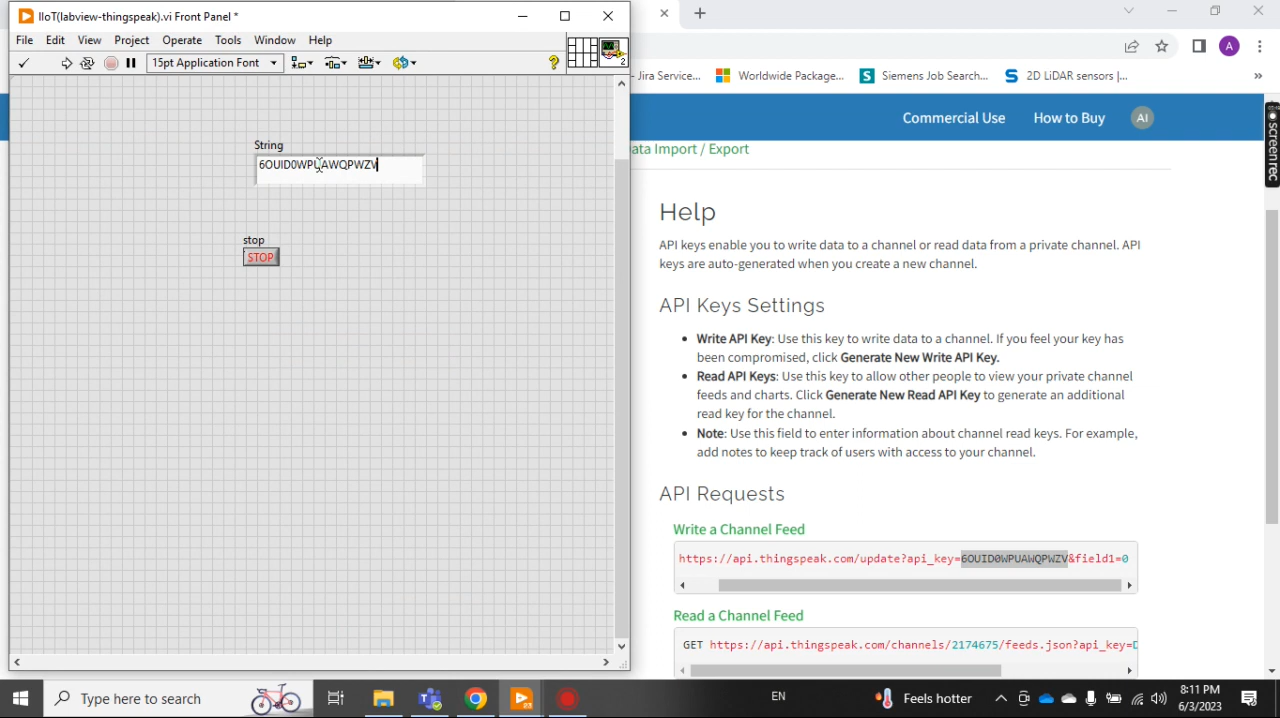 IIoT(labview-thingspeak).vi Front Panel *
File Edit View Project Operate Tools Window Help
15pt Application Font
2
String
6OUID0WPUAWQPWZV
stop
STOP
- Jira Service... Worldwide Package... S Siemens Job Search... S 2D LiDAR sensors |... »
A
Commercial Use How to Buy AI
ata Import / Export
Help
API keys enable you to write data to a channel or read data from a private channel. API
keys are auto-generated when you create a new channel.
API Keys Settings
Write API Key: Use this key to write data to a channel. If you feel your key has
been compromised, click Generate New Write API Key.
Read API Keys: Use this key to allow other people to view your private channel
feeds and charts. Click Generate New Read API Key to generate an additional
read key for the channel.
Note: Use this field to enter information about channel read keys. For example,
add notes to keep track of users with access to your channel.
API Requests
Write a Channel Feed
https://api.thingspeak.com/update?api_key=6OUID0WPUAWQPWZV&field1=0
Read a Channel Feed
GET https://api.thingspeak.com/channels/2174675/feeds.json?api_key=D
screenrec
Type here to search
EN
Feels hotter
8:11 PM
6/3/2023